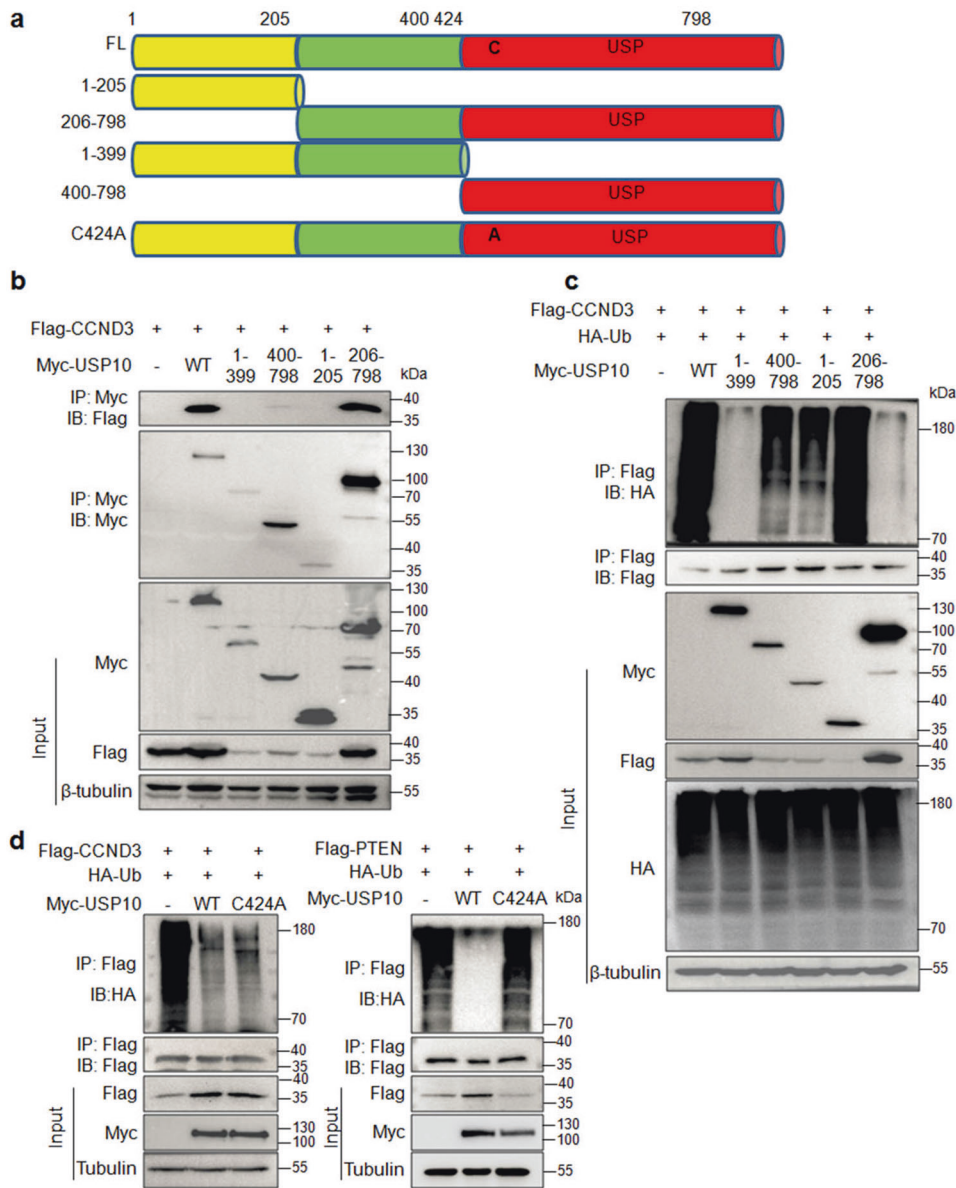 a
1 205 400 424 798
FL C USP
1-205
206-798 USP
1-399
400-798 USP
C424A A USP
b
Flag-CCND3 + + + + + +
Myc-USP10 - WT 1-399 400-798 1-205 206-798 kDa
IP: Myc
IB: Flag
40
35
IP: Myc
IB: Myc
130
100
70
55
40
35
Input
Myc
130
100
70
55
40
35
Flag
40
35
β-tubulin
55
c
Flag-CCND3 + + + + + +
HA-Ub + + + + + +
Myc-USP10 - WT 1-399 400-798 1-205 206-798
kDa
IP: Flag
IB: HA
180
70
IP: Flag
IB: Flag
40
35
Input
Myc
130
100
70
55
40
35
Flag
40
35
HA
180
70
β-tubulin
55
d
Flag-CCND3 + + +
HA-Ub + + +
Myc-USP10 - WT C424A
IP: Flag
IB:HA
180
70
IP: Flag
IB: Flag
40
35
Input
Flag
40
35
Myc
130
100
Tubulin
55
Flag-PTEN + + +
HA-Ub + + +
Myc-USP10 - WT C424A kDa
IP: Flag
IB:HA
180
70
IP: Flag
IB: Flag
40
35
Input
Flag
40
35
Myc
130
100
Tubulin
55